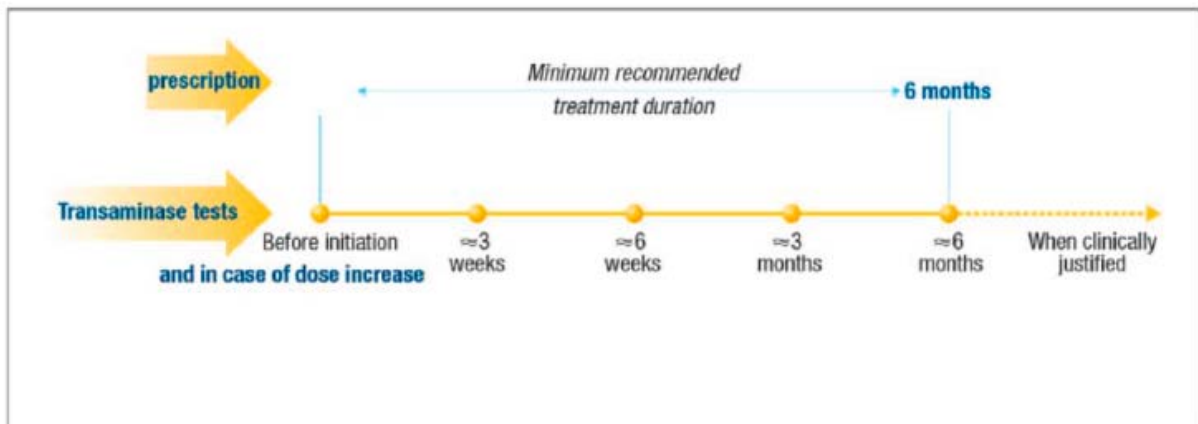 prescription
Minimum recommended
treatment duration
6 months
Transaminase tests
Before initiation
and in case of dose increase
≈3
weeks
≈6
weeks
≈3
months
≈6
months
When clinically
justified